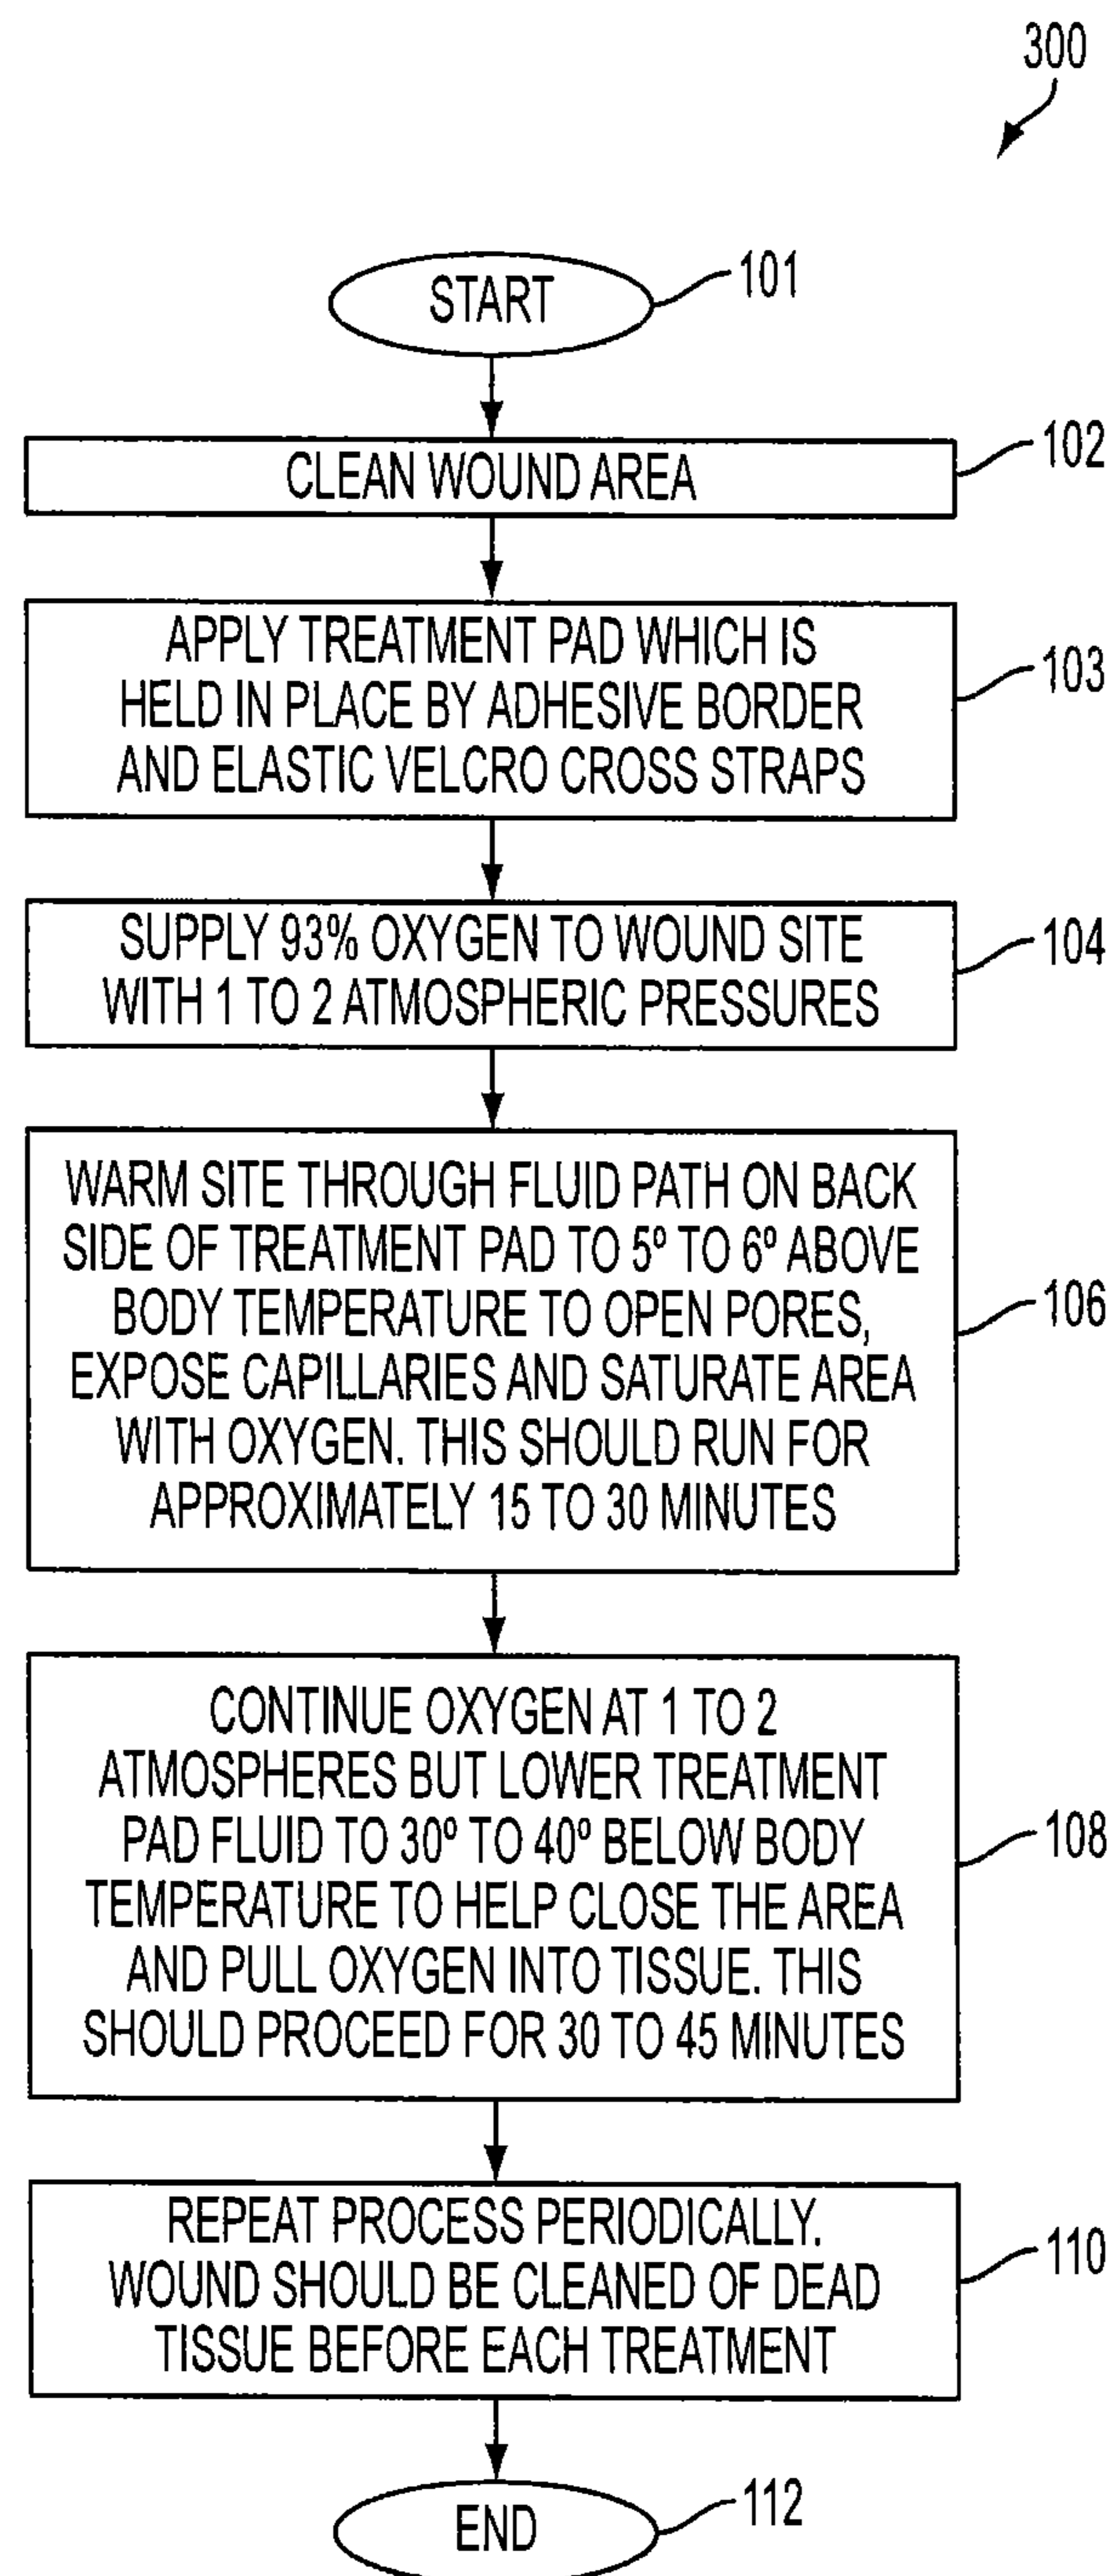 300
START
101
CLEAN WOUND AREA
102
APPLY TREATMENT PAD WHICH IS
HELD IN PLACE BY ADHESIVE BORDER
AND ELASTIC VELCRO CROSS STRAPS
103
SUPPLY 93% OXYGEN TO WOUND SITE
WITH 1 TO 2 ATMOSPHERIC PRESSURES
104
WARM SITE THROUGH FLUID PATH ON BACK
SIDE OF TREATMENT PAD TO 5º TO 6º ABOVE
BODY TEMPERATURE TO OPEN PORES,
EXPOSE CAPILLARIES AND SATURATE AREA
WITH OXYGEN. THIS SHOULD RUN FOR
APPROXIMATELY 15 TO 30 MINUTES
106
CONTINUE OXYGEN AT 1 TO 2
ATMOSPHERES BUT LOWER TREATMENT
PAD FLUID TO 30º TO 40º BELOW BODY
TEMPERATURE TO HELP CLOSE THE AREA
AND PULL OXYGEN INTO TISSUE. THIS
SHOULD PROCEED FOR 30 TO 45 MINUTES
108
REPEAT PROCESS PERIODICALLY.
WOUND SHOULD BE CLEANED OF DEAD
TISSUE BEFORE EACH TREATMENT
110
END
112